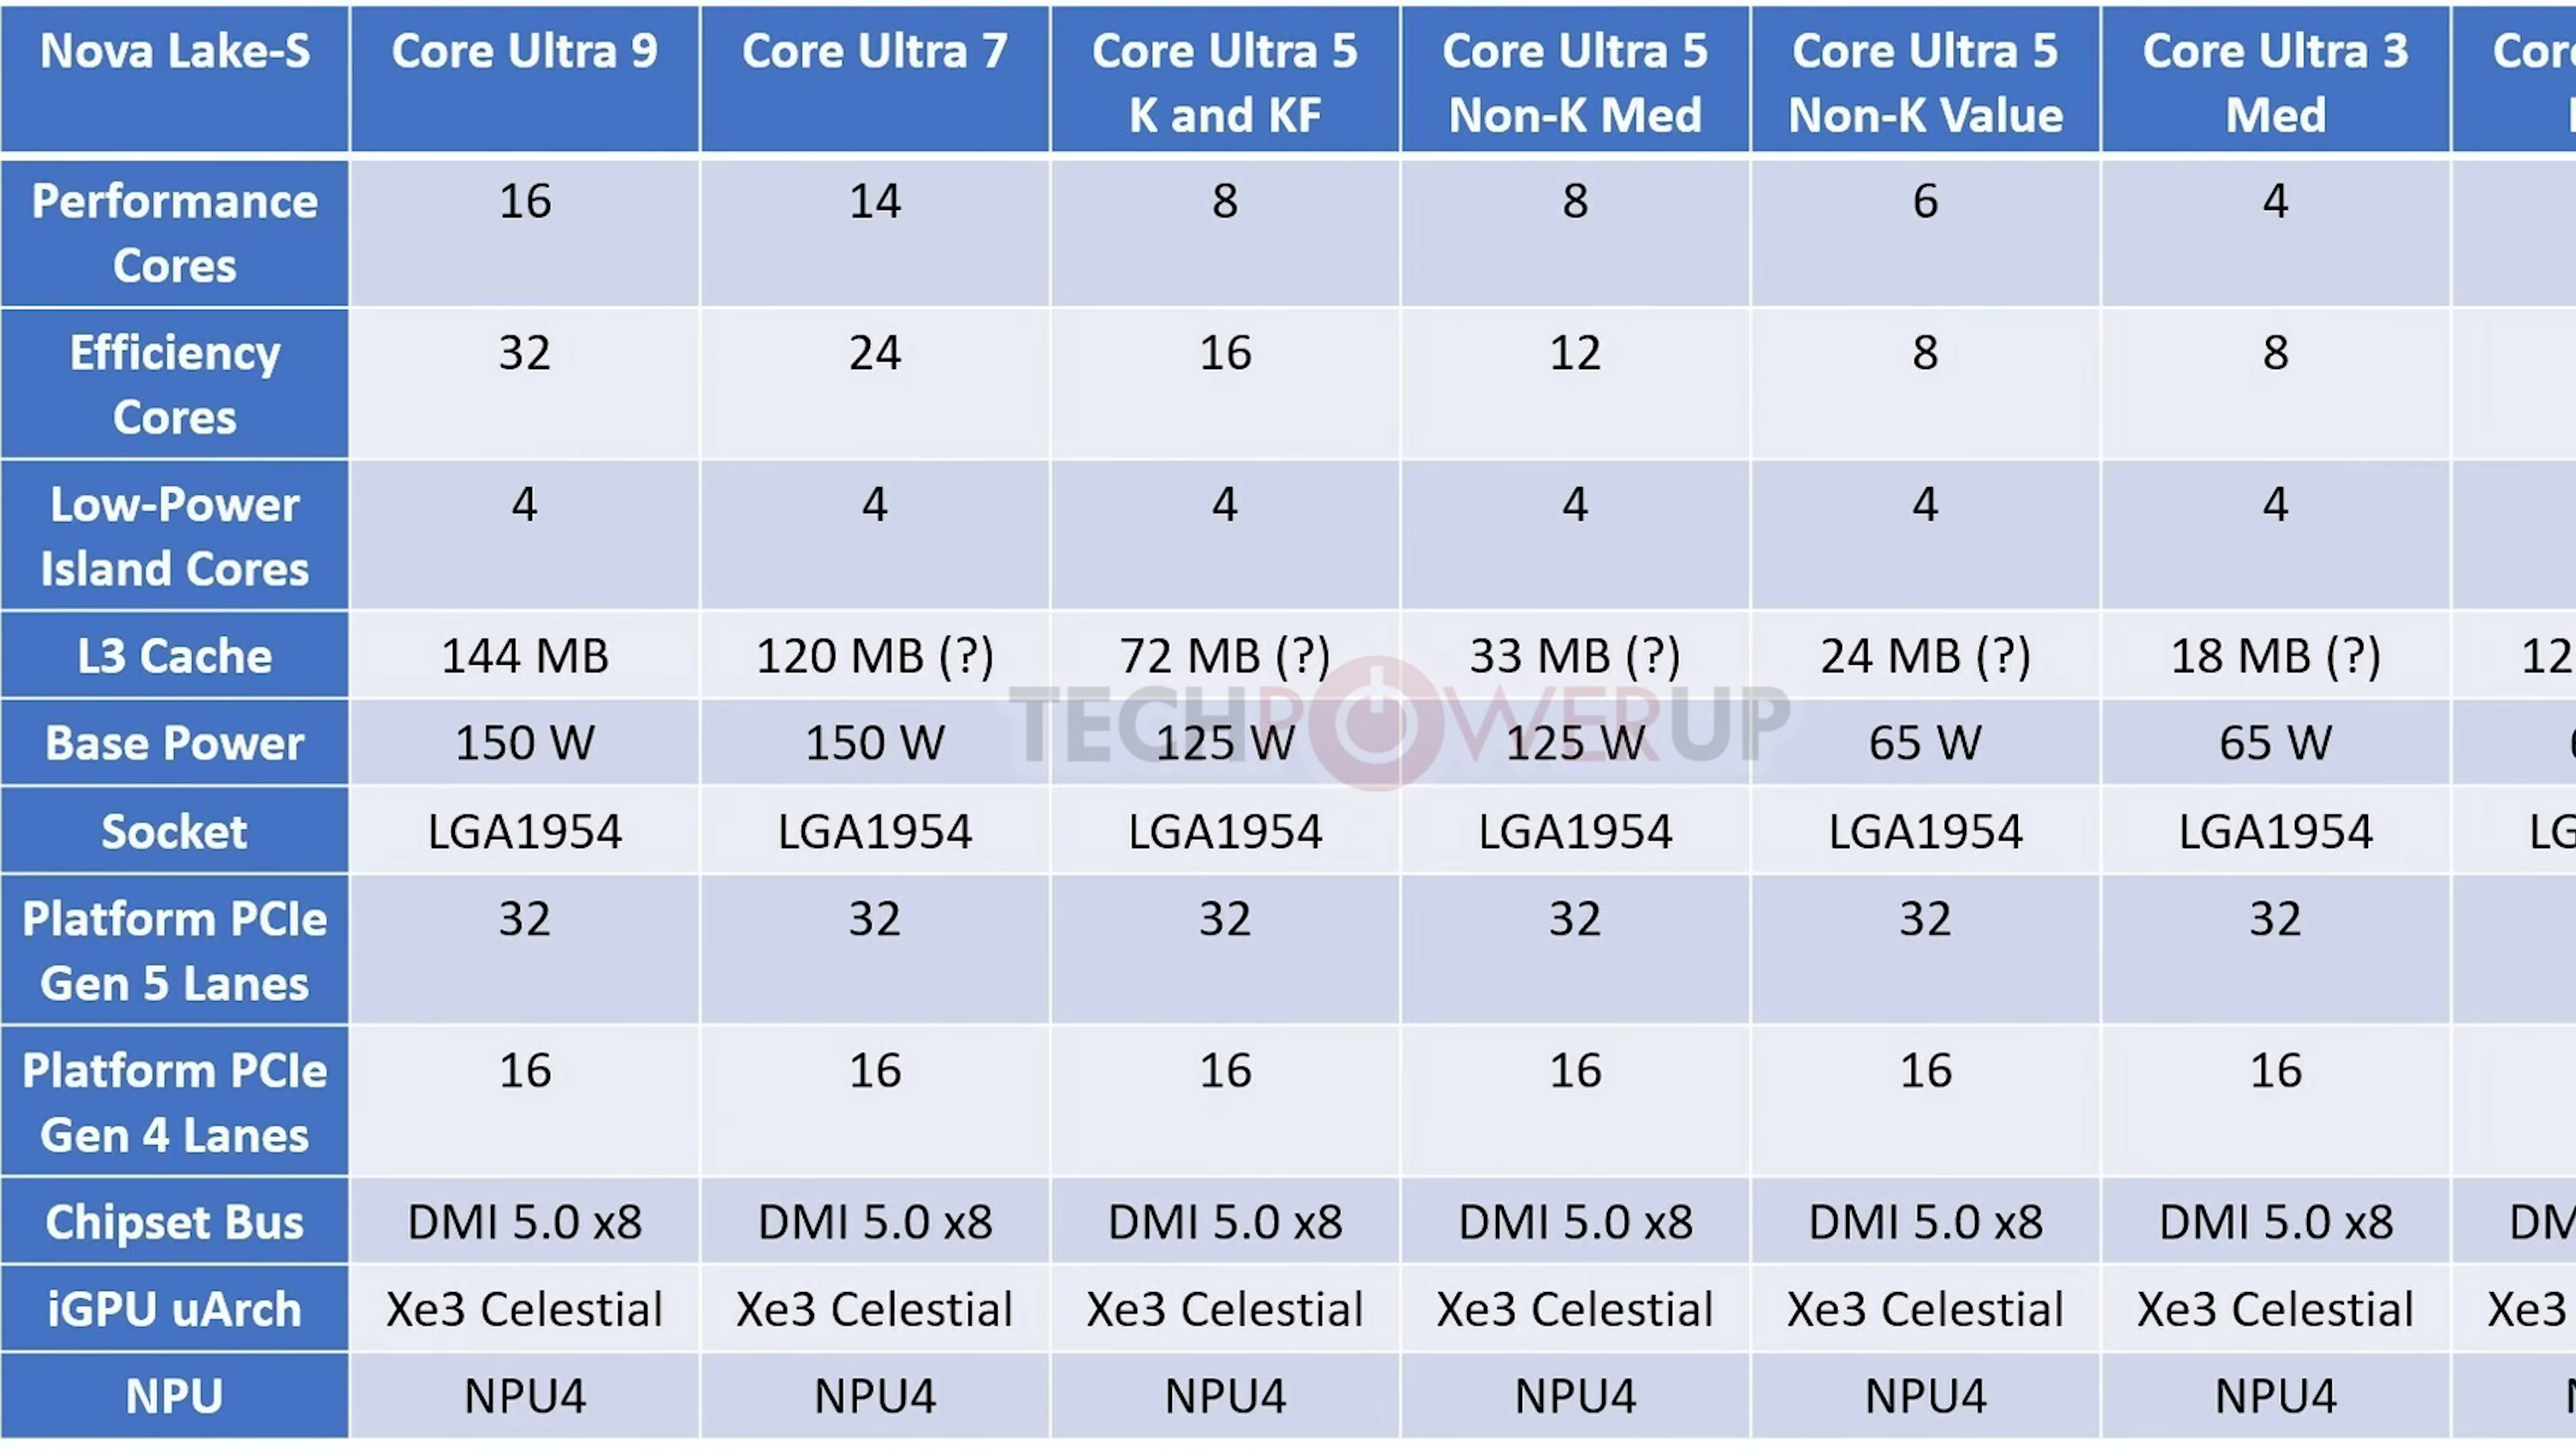 Nova Lake-S Core Ultra 9 Core Ultra 7 Core Ultra 5 K and KF Core Ultra 5 Non-K Med Core Ultra 5 Non-K Value Core Ultra 3 Med
Performance Cores 16 14 8 8 6 4
Efficiency Cores 32 24 16 12 8 8
Low-Power Island Cores 4 4 4 4 4 4
L3 Cache 144 MB 120 MB (?) 72 MB (?) 33 MB (?) 24 MB (?) 18 MB (?) 12
TECHPOWERUP
Base Power 150 W 150 W 125 W 125 W 65 W 65 W
Socket LGA1954 LGA1954 LGA1954 LGA1954 LGA1954 LGA1954
Platform PCIe Gen 5 Lanes 32 32 32 32 32 32
Platform PCIe Gen 4 Lanes 16 16 16 16 16 16
Chipset Bus DMI 5.0 x8 DMI 5.0 x8 DMI 5.0 x8 DMI 5.0 x8 DMI 5.0 x8 DMI 5.0 x8
iGPU uArch Xe3 Celestial Xe3 Celestial Xe3 Celestial Xe3 Celestial Xe3 Celestial Xe3 Celestial Xe3
NPU NPU4 NPU4 NPU4 NPU4 NPU4 NPU4